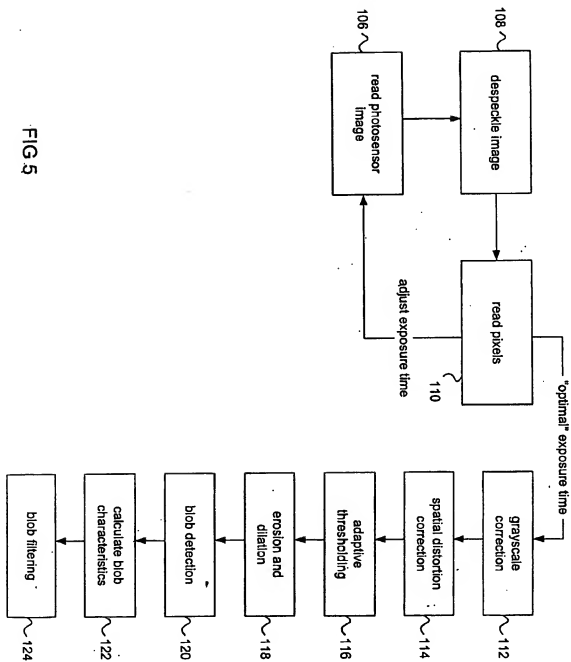 106
read photosensor
image
108
despeckle image
read pixels
110
adjust exposure time
"optimal" exposure time
grayscale
correction
112
spatial distortion
correction
114
adaptive
thresholding
116
erosion and
dilation
118
blob detection
120
calculate blob
characteristics
122
blob filtering
124
FIG.5